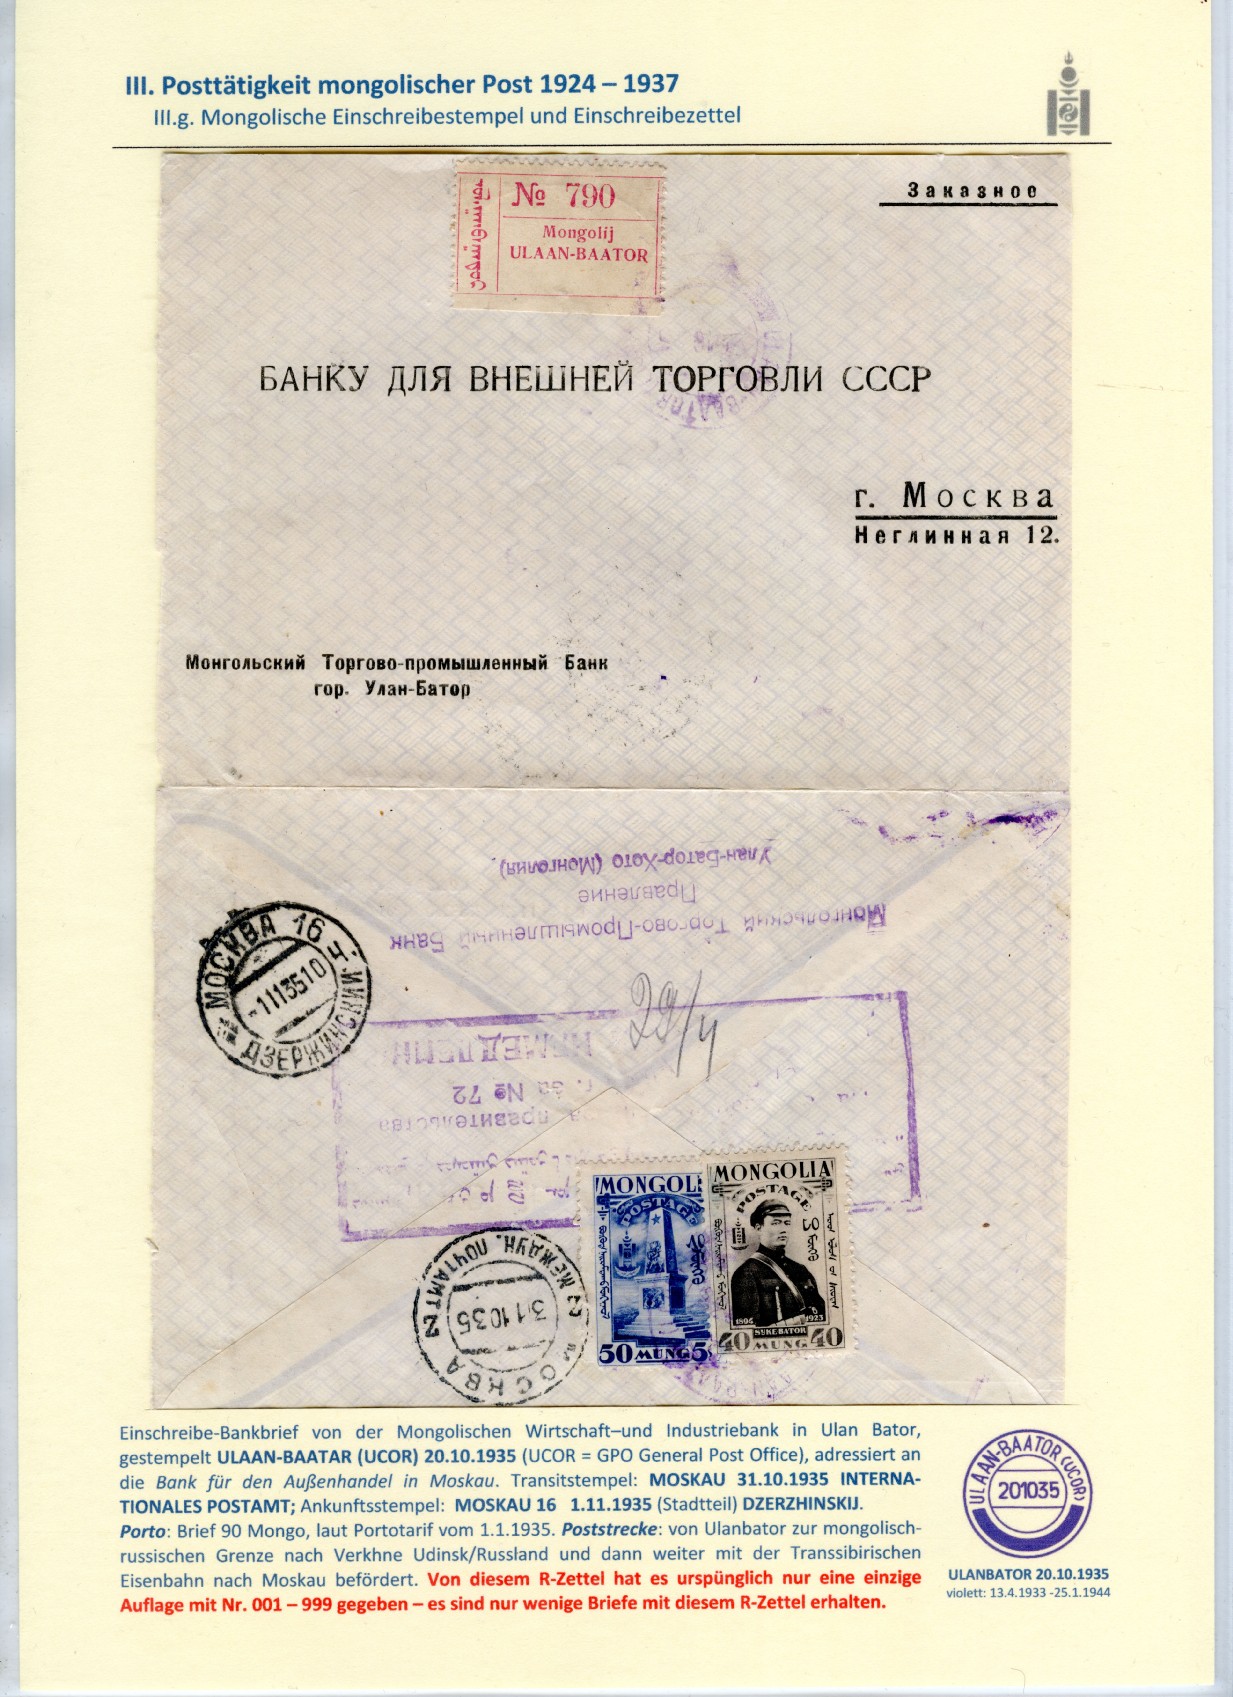 III. Posttätigkeit mongolischer Post 1924 – 1937
III.g. Mongolische Einschreibestempel und Einschreibezettel
№ 790
Mongolij
ULAAN-BAATOR
Заказное
БАНКУ ДЛЯ ВНЕШНЕЙ ТОРГОВЛИ СССР
г. Москва
Неглинная 12.
Монгольский Торгово-промышленный Банк
гор. Улан-Батор
Монгольский Торгово-Промышленный Банк
Правление
Улан-Батор-Хото (Монголия).
МОСКВА 16
-1 11 35 10
ДЗЕРЖИНСКИЙ.
29/4
правительства
г. за № 72
МОСКВА 2
МЕЖДУН. ПОЧТАМТ
31 10 35
MONGOL
POSTAGE
50 MUNG 5
MONGOLIA
POSTAGE
1894 1923
SUKEBATOR
40 MUNG 40
Einschreibe-Bankbrief von der Mongolischen Wirtschaft–und Industriebank in Ulan Bator,
gestempelt ULAAN-BAATAR (UCOR) 20.10.1935 (UCOR = GPO General Post Office), adressiert an
die Bank für den Außenhandel in Moskau. Transitstempel: MOSKAU 31.10.1935 INTERNA-
TIONALES POSTAMT; Ankunftsstempel: MOSKAU 16 1.11.1935 (Stadtteil) DZERZHINSKIJ.
Porto: Brief 90 Mongo, laut Portotarif vom 1.1.1935. Poststrecke: von Ulanbator zur mongolisch-
russischen Grenze nach Verkhne Udinsk/Russland und dann weiter mit der Transsibirischen
Eisenbahn nach Moskau befördert. Von diesem R-Zettel hat es urspünglich nur eine einzige
Auflage mit Nr. 001 – 999 gegeben – es sind nur wenige Briefe mit diesem R-Zettel erhalten.
ULAAN-BAATOR (UCOR)
201035
ULANBATOR 20.10.1935
violett: 13.4.1933 -25.1.1944